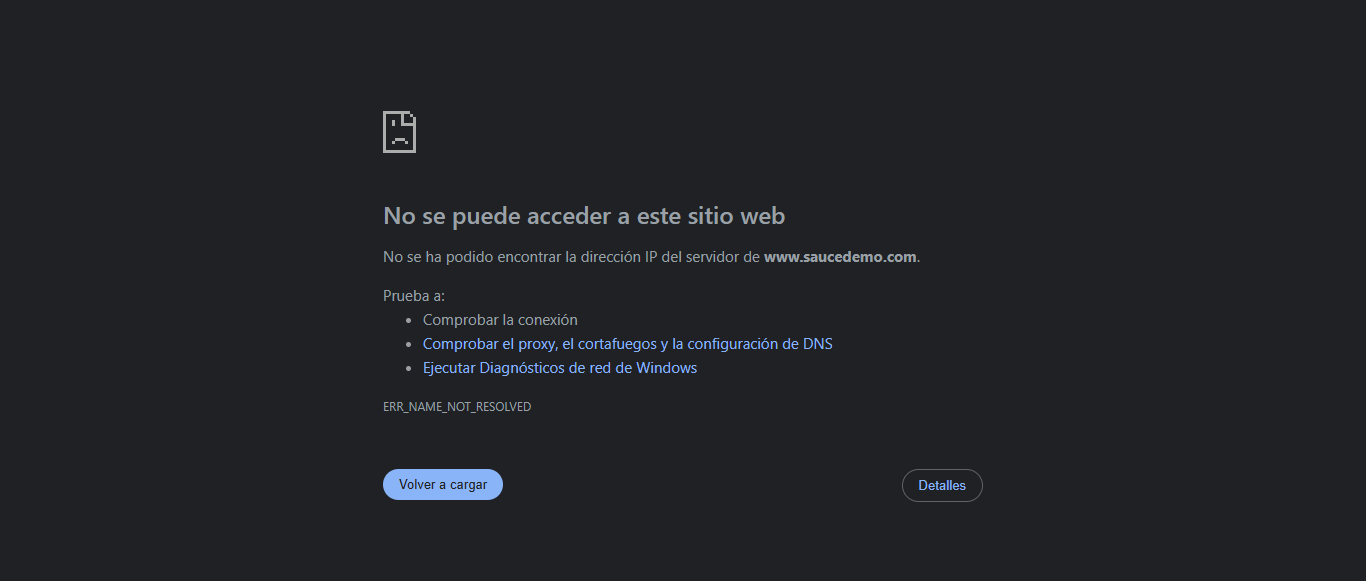 No se puede acceder a este sitio web
No se ha podido encontrar la dirección IP del servidor de www.saucedemo.com.
Prueba a:
Comprobar la conexión
Comprobar el proxy, el cortafuegos y la configuración de DNS
Ejecutar Diagnósticos de red de Windows
ERR_NAME_NOT_RESOLVED
Volver a cargar
Detalles